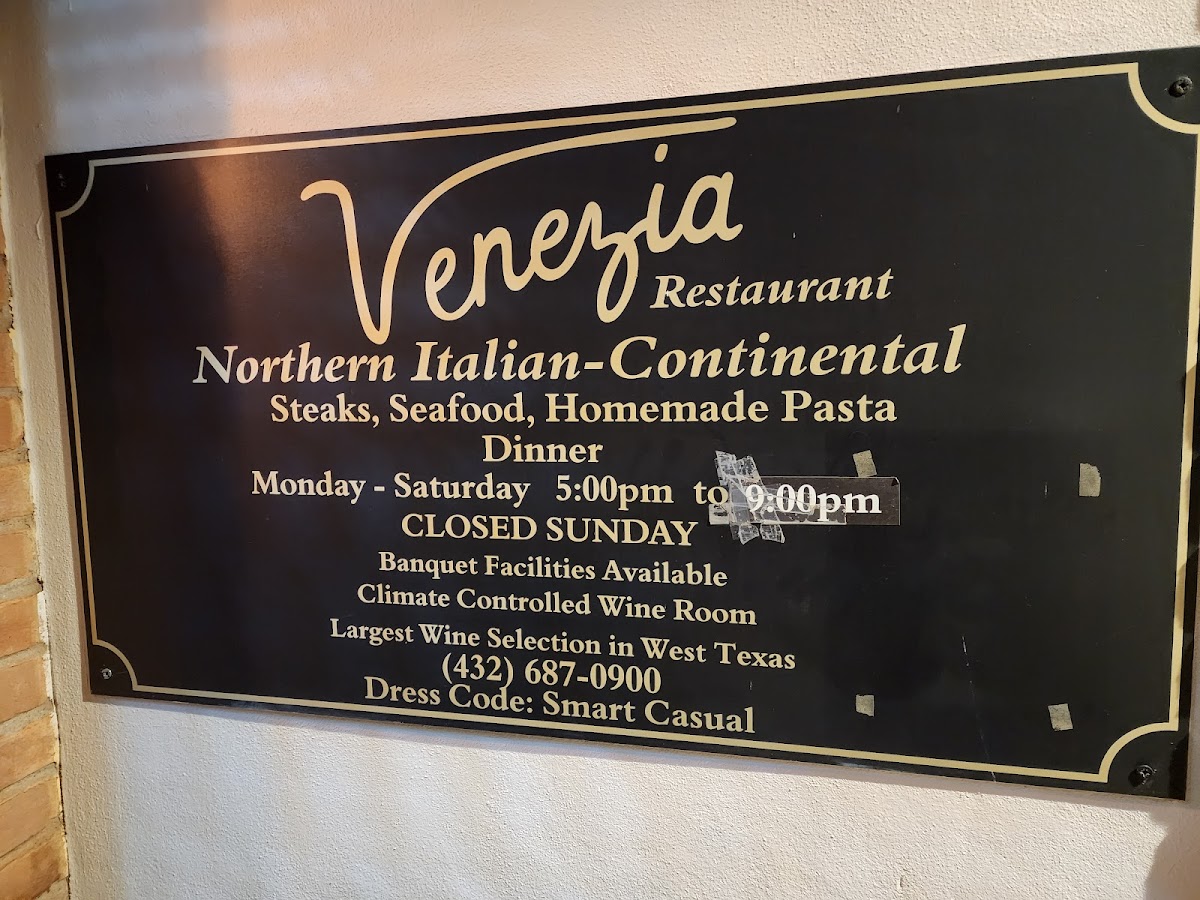 Venezia
Restaurant
Northern Italian-Continental
Steaks, Seafood, Homemade Pasta
Dinner
Monday - Saturday 5:00pm to 9:00pm
CLOSED SUNDAY
Banquet Facilities Available
Climate Controlled Wine Room
Largest Wine Selection in West Texas
(432) 687-0900
Dress Code: Smart Casual